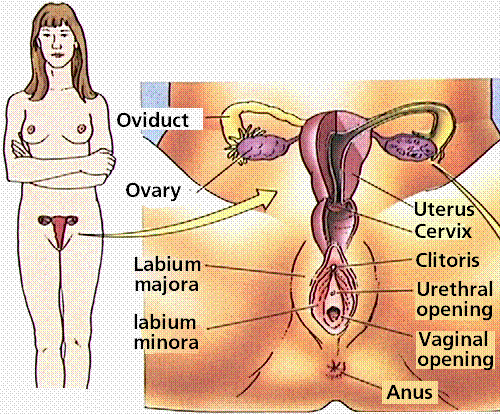 Oviduct
Ovary
Uterus
Cervix
Clitoris
Labium
majora
Urethral
opening
labium
minora
Vaginal
opening
Anus